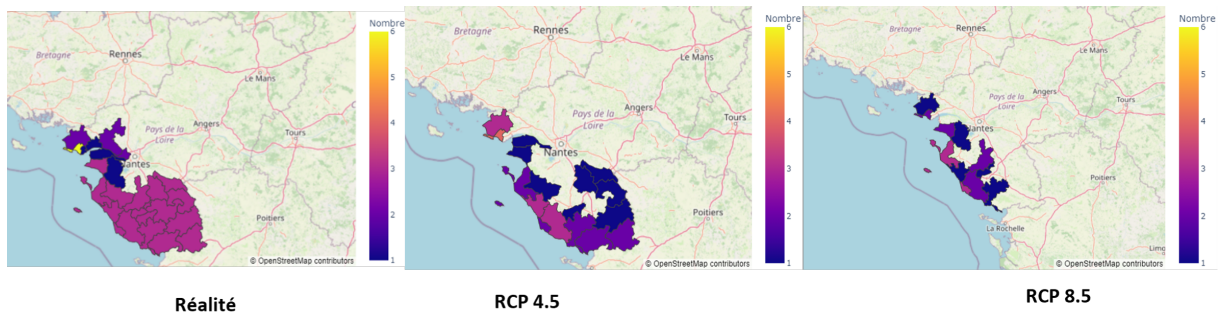 Nombre
6
5
4
3
2
1
Bretagne
Rennes
Le Mans
Pays de la
Loire
Angers
Tours
Nantes
Poitiers
© OpenStreetMap contributors
Réalité
Nombre
6
5
4
3
2
1
Bretagne
Rennes
Le Mans
Pays de la
Loire
Angers
Tours
Nantes
Poitiers
© OpenStreetMap contributors
RCP 4.5
Nombre
6
5
4
3
2
1
Bretagne
Rennes
Le Mans
Pays de la
Loire
Angers
Tours
Nantes
Poitiers
La Rochelle
© OpenStreetMap contributors
RCP 8.5